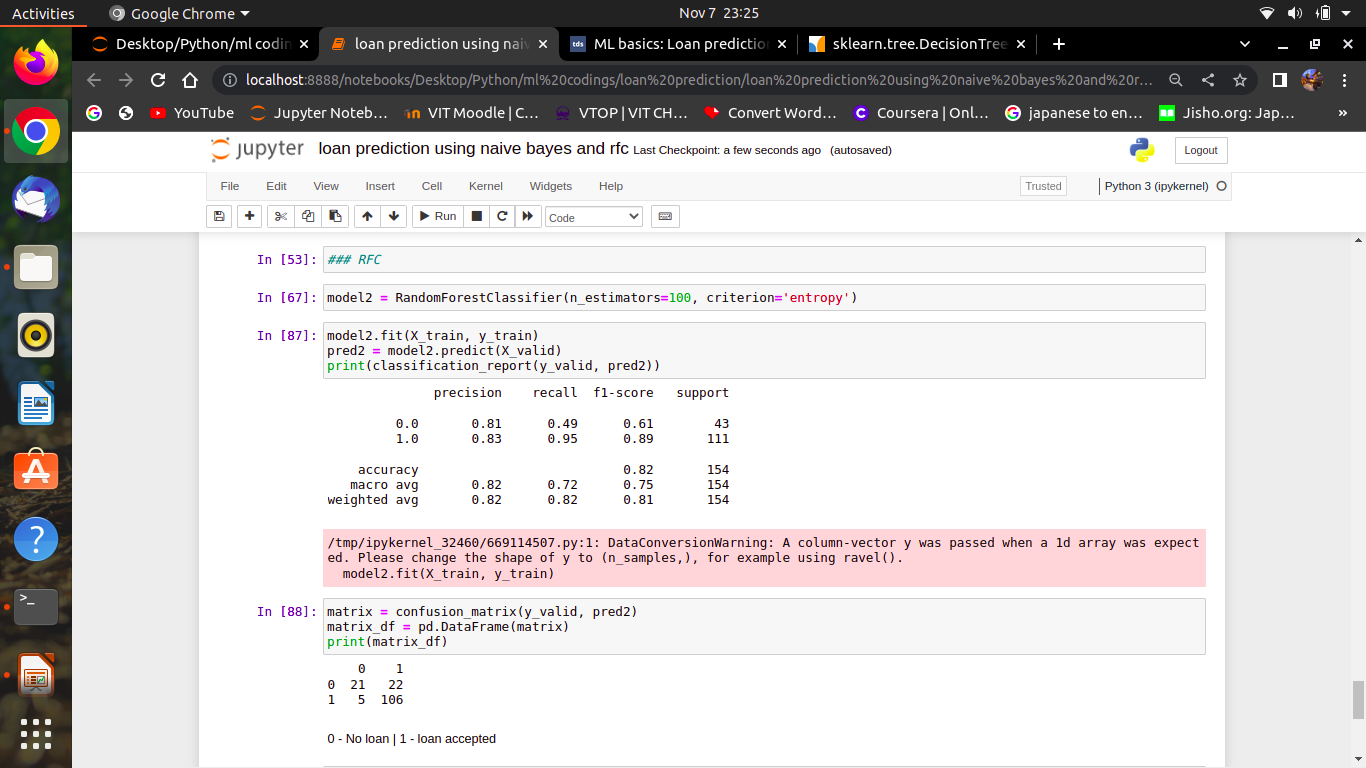 Activities
Google Chrome
Nov 7 23:25
Desktop/Python/ml codin
loan prediction using nai
ML basics: Loan predictio
sklearn.tree.DecisionTree
localhost:8888/notebooks/Desktop/Python/ml%20codings/loan%20prediction/loan%20prediction%20using%20naive%20bayes%20and%20r...
YouTube
Jupyter Noteb...
VIT Moodle | C...
VTOP | VIT CH...
Convert Word...
Coursera | Onl...
japanese to en...
Jisho.org: Jap...
»
jupyter
loan prediction using naive bayes and rfc Last Checkpoint: a few seconds ago (autosaved)
Logout
File Edit View Insert Cell Kernel Widgets Help
Trusted
Python 3 (ipykernel)
Run
Code
In [53]: ### RFC
In [67]: model2 = RandomForestClassifier(n_estimators=100, criterion='entropy')
In [87]: model2.fit(X_train, y_train)
pred2 = model2.predict(X_valid)
print(classification_report(y_valid, pred2))
precision recall f1-score support
0.0 0.81 0.49 0.61 43
1.0 0.83 0.95 0.89 111
accuracy 0.82 154
macro avg 0.82 0.72 0.75 154
weighted avg 0.82 0.82 0.81 154
/tmp/ipykernel_32460/669114507.py:1: DataConversionWarning: A column-vector y was passed when a 1d array was expect
ed. Please change the shape of y to (n_samples,), for example using ravel().
model2.fit(X_train, y_train)
In [88]: matrix = confusion_matrix(y_valid, pred2)
matrix_df = pd.DataFrame(matrix)
print(matrix_df)
0 1
0 21 22
1 5 106
0 - No loan | 1 - loan accepted